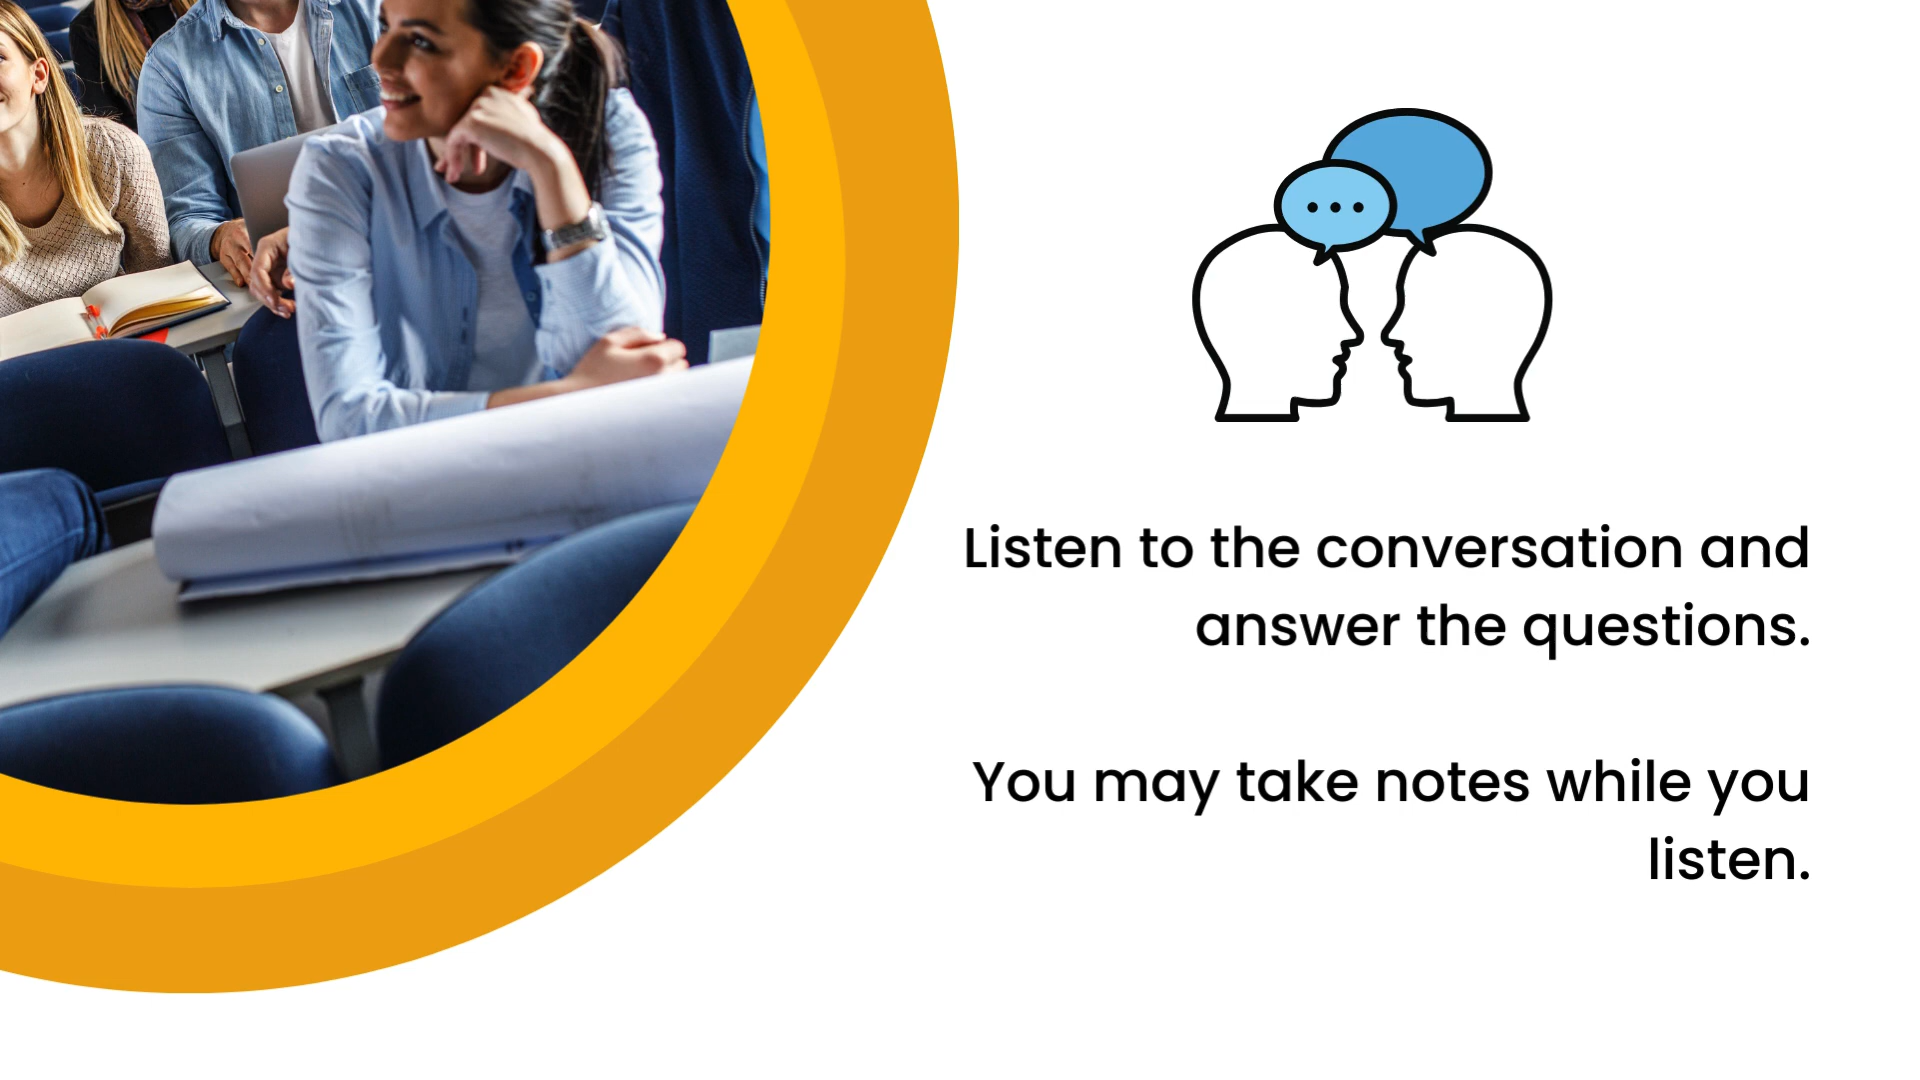 Listen to the conversation and
answer the questions.
You may take notes while you
listen.